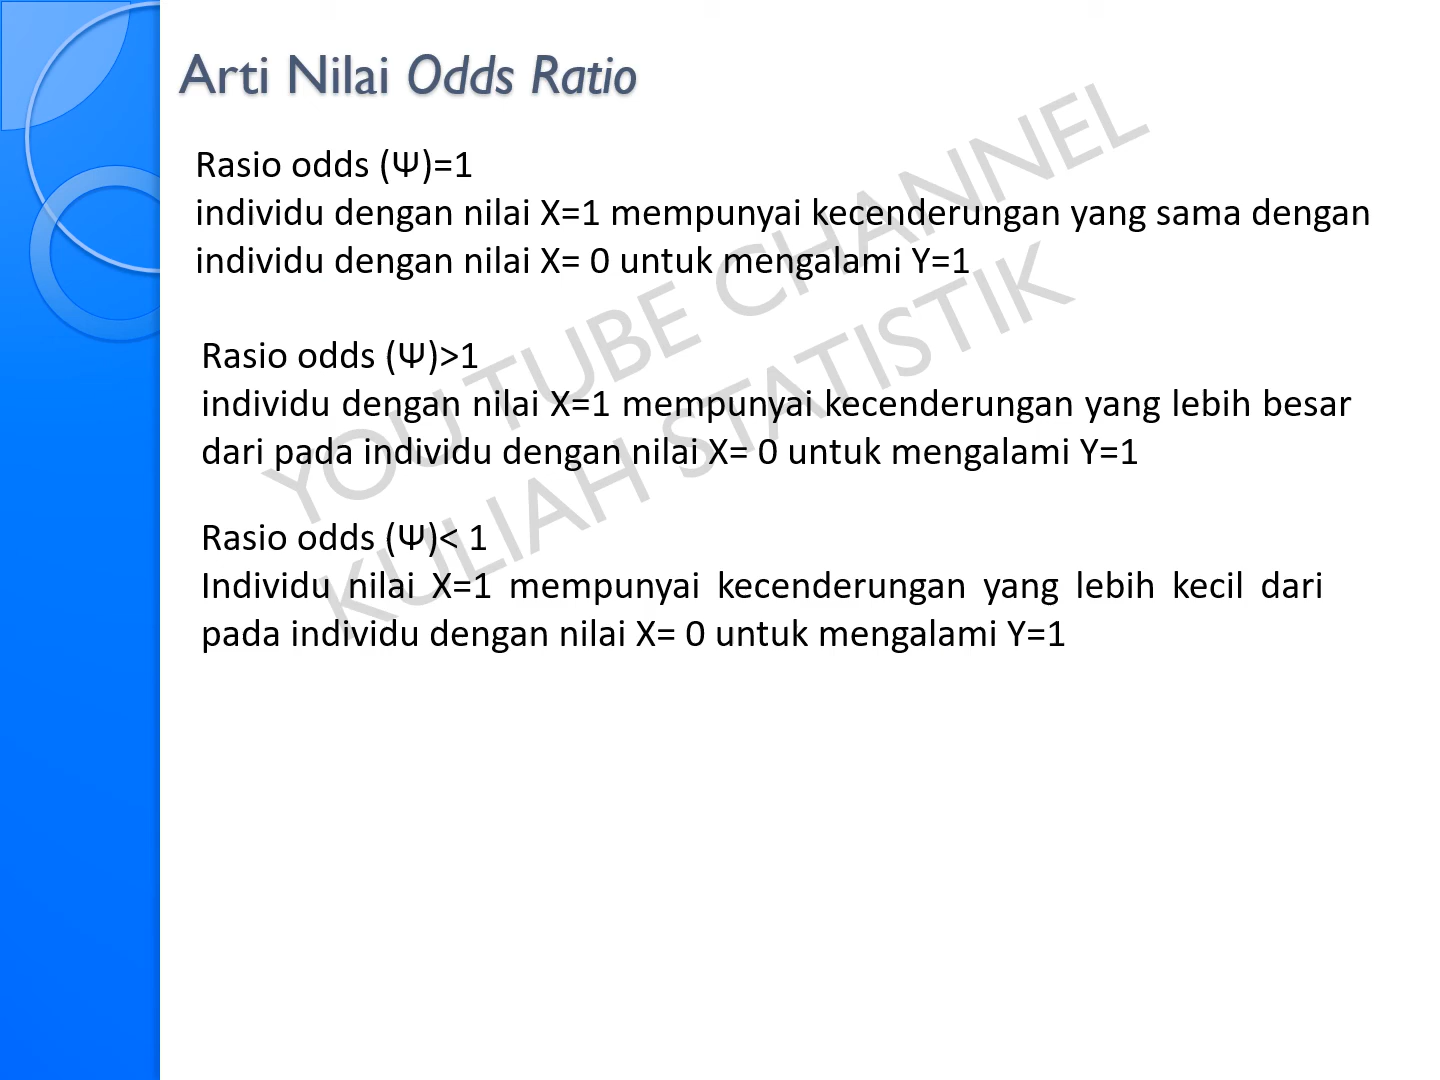 Arti Nilai Odds Ratio
Rasio odds (Ψ)=1
individu dengan nilai X=1 mempunyai kecenderungan yang sama dengan
individu dengan nilai X= 0 untuk mengalami Y=1
Rasio odds (Ψ)>1
individu dengan nilai X=1 mempunyai kecenderungan yang lebih besar
dari pada individu dengan nilai X= 0 untuk mengalami Y=1
Rasio odds (Ψ)< 1
Individu nilai X=1 mempunyai kecenderungan yang lebih kecil dari
pada individu dengan nilai X= 0 untuk mengalami Y=1
YOUTUBE CHANNEL
KULIAH STATISTIK